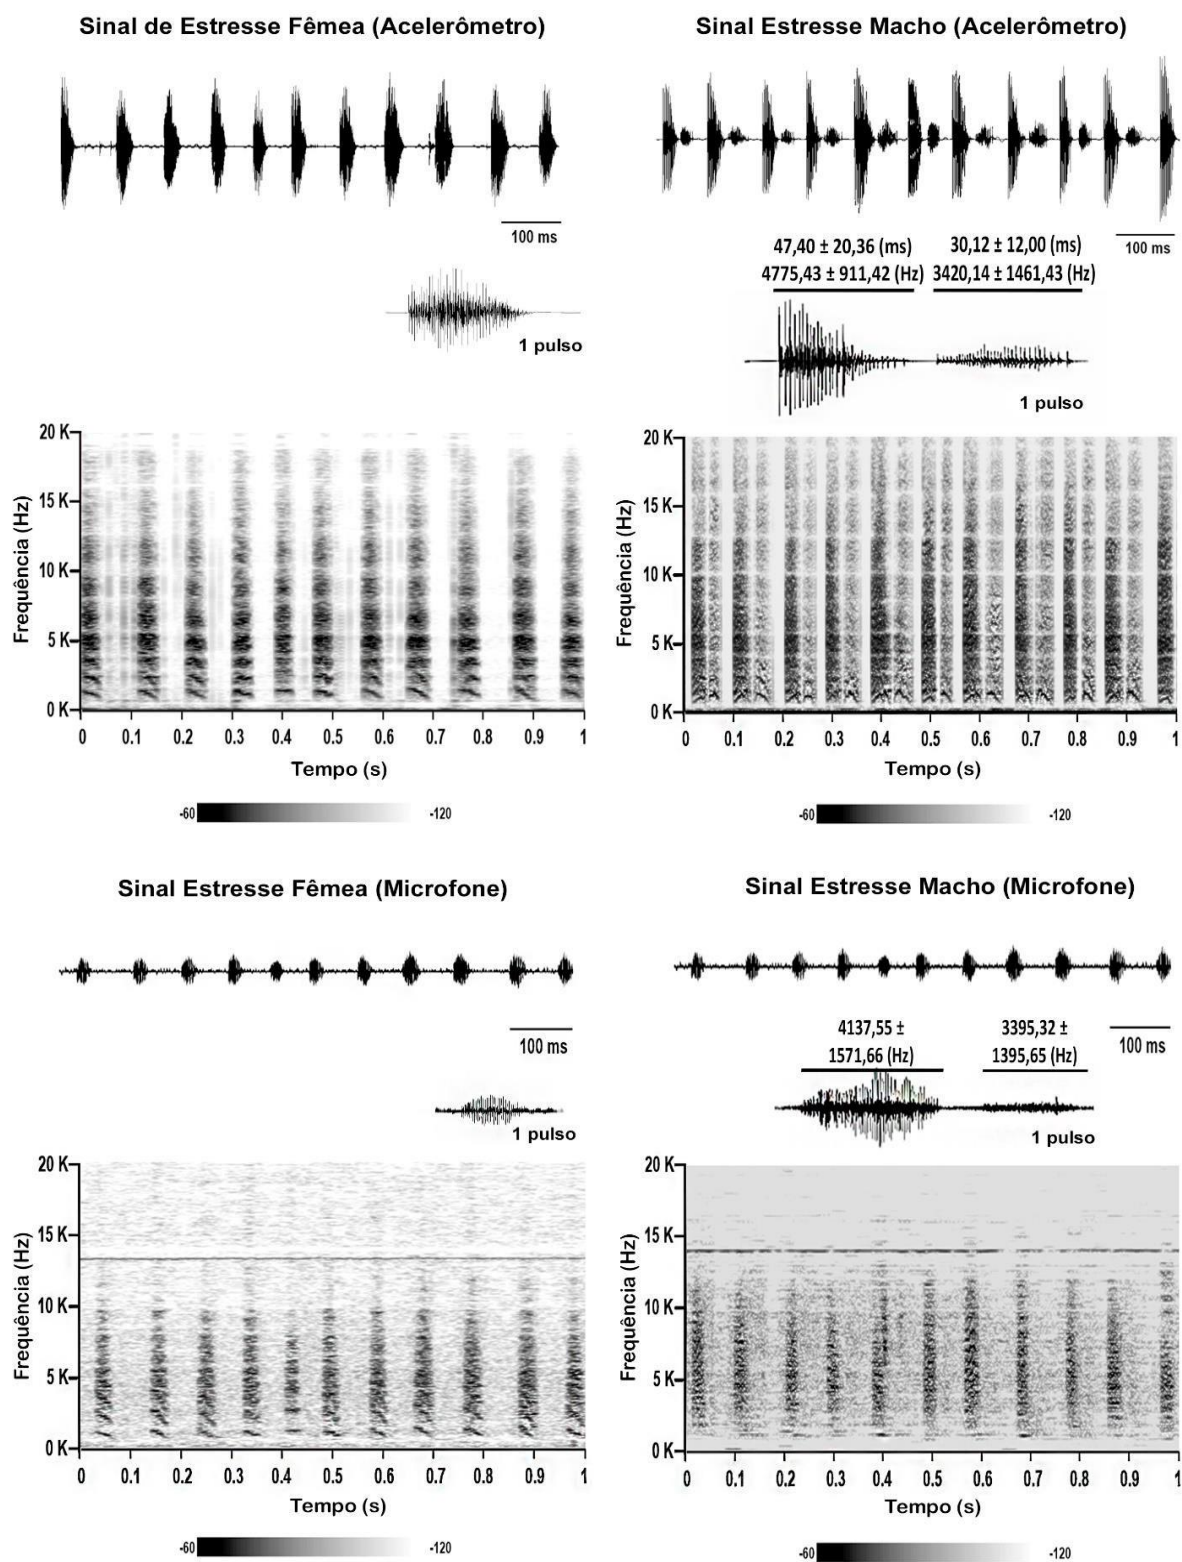 Sinal de Estresse Fêmea (Acelerômetro)
100 ms
1 pulso
20 K
15 K
10 K
5 K
0 K
Frequência (Hz)
0 0.1 0.2 0.3 0.4 0.5 0.6 0.7 0.8 0.9 1
Tempo (s)
-60 -120
Sinal Estresse Macho (Acelerômetro)
100 ms
47,40 ± 20,36 (ms) 30,12 ± 12,00 (ms)
4775,43 ± 911,42 (Hz) 3420,14 ± 1461,43 (Hz)
1 pulso
20 K
15 K
10 K
5 K
0 K
Frequência (Hz)
0 0.1 0.2 0.3 0.4 0.5 0.6 0.7 0.8 0.9 1
Tempo (s)
-60 -120
Sinal Estresse Fêmea (Microfone)
100 ms
1 pulso
20 K
15 K
10 K
5 K
0 K
Frequência (Hz)
0 0.1 0.2 0.3 0.4 0.5 0.6 0.7 0.8 0.9 1
Tempo (s)
-60 -120
Sinal Estresse Macho (Microfone)
4137,55 ± 3395,32 ±
1571,66 (Hz) 1395,65 (Hz)
100 ms
1 pulso
20 K
15 K
10 K
5 K
0 K
Frequência (Hz)
0 0.1 0.2 0.3 0.4 0.5 0.6 0.7 0.8 0.9 1
Tempo (s)
-60 -120